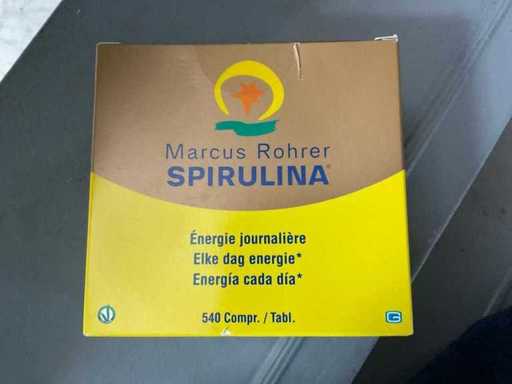 Marcus Rohrer
SPIRULINA®
Énergie journalière
Elke dag energie*
Energía cada día*
540 Compr. / Tabl.
G